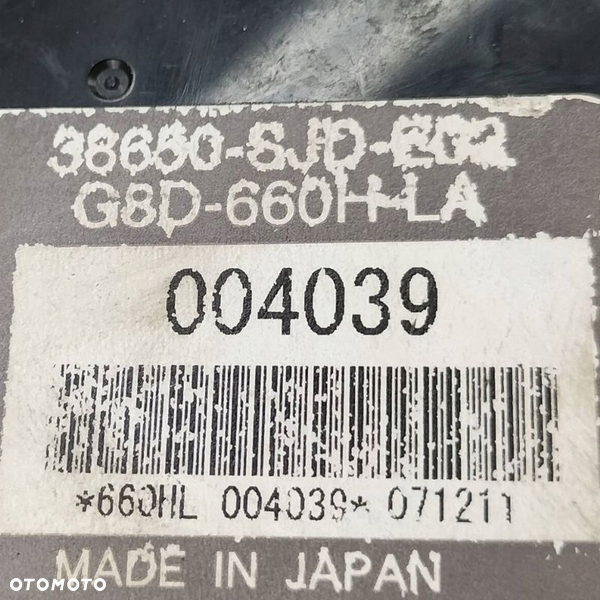 38650-SJD-E02
G8D-660H-LA
004039
*660HL 004039* 071211
MADE IN JAPAN
OTOMOTO